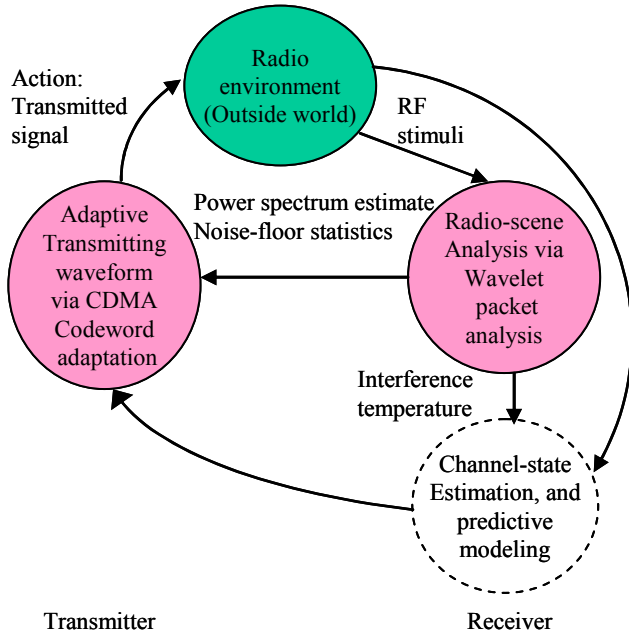 Action:
Transmitted
signal
Radio
environment
(Outside world)
RF
stimuli
Power spectrum estimate
Noise-floor statistics
Adaptive
Transmitting
waveform
via CDMA
Codeword
adaptation
Radio-scene
Analysis via
Wavelet
packet
analysis
Interference
temperature
Channel-state
Estimation, and
predictive
modeling
Transmitter
Receiver